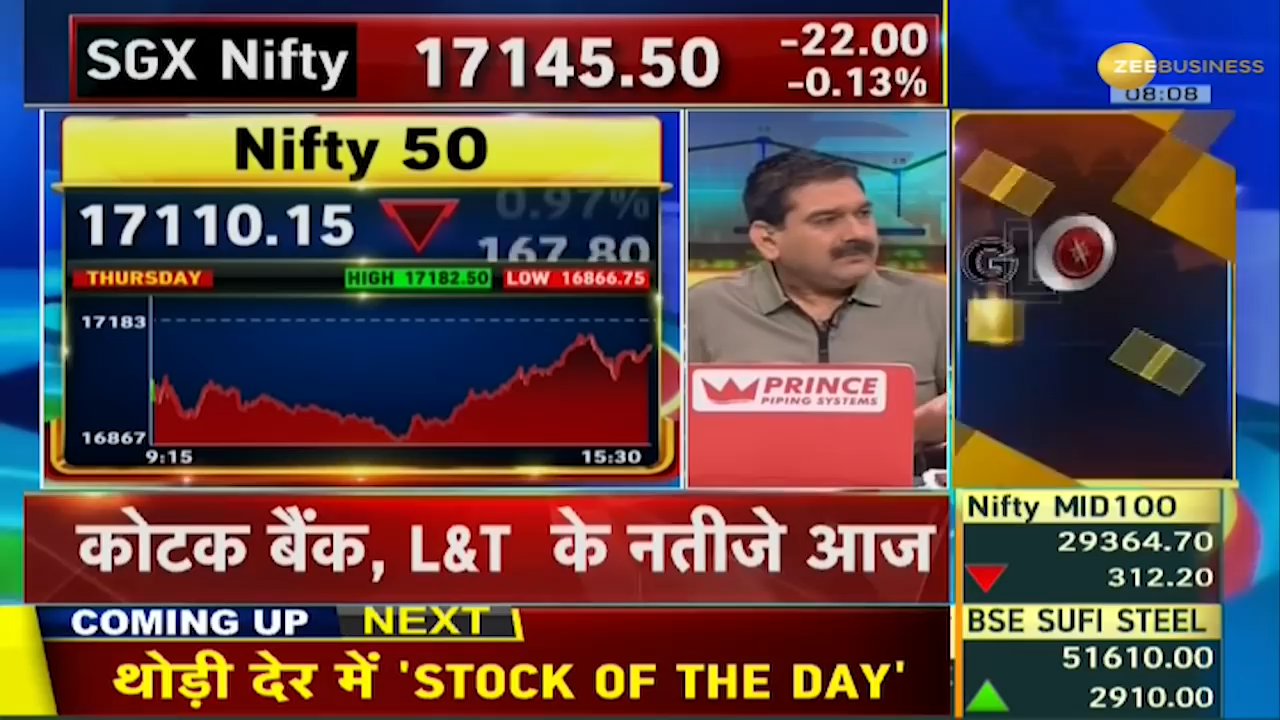 SGX Nifty 17145.50 -22.00
-0.13%
ZEEBUSINESS
08:08
Nifty 50
17110.15 0.97%
167.80
THURSDAY HIGH 17182.50 LOW 16866.75
17183
16867
9:15 15:30
PRINCE
PIPING SYSTEMS
कोटक बैंक, L&T के नतीजे आज
COMING UP NEXT
थोड़ी देर में 'STOCK OF THE DAY'
Nifty MID100
29364.70
312.20
BSE SUFI STEEL
51610.00
2910.00